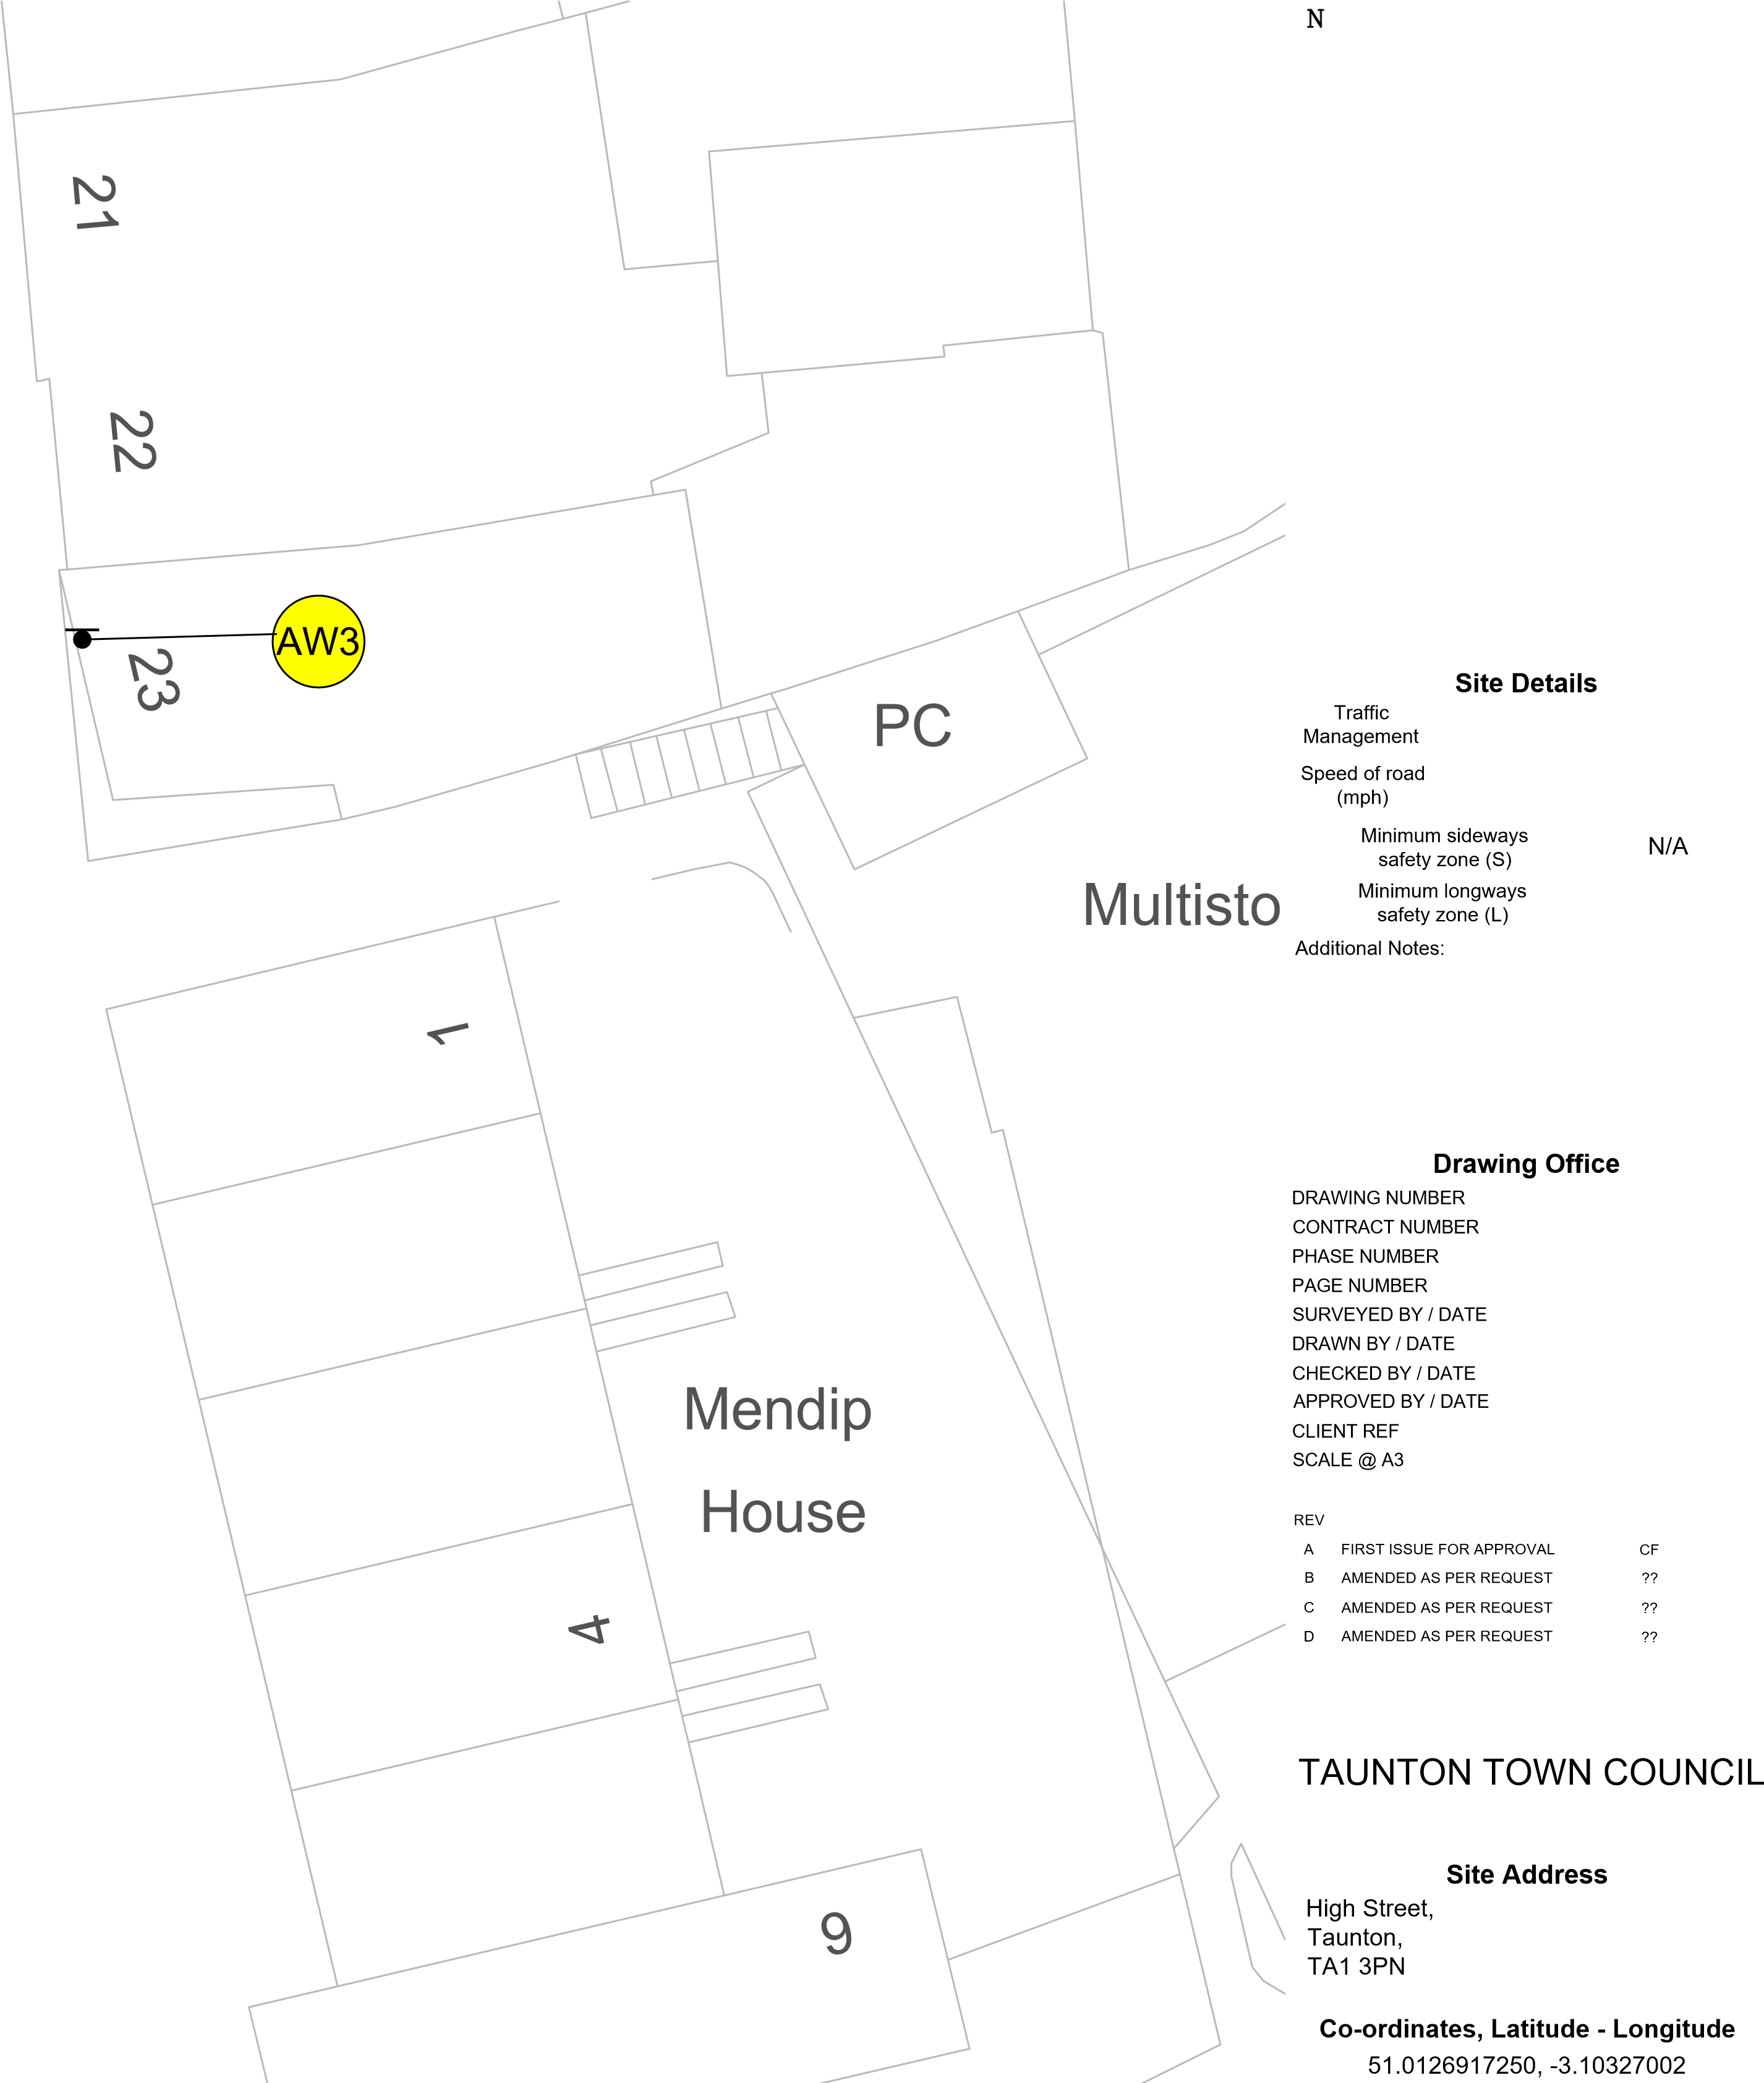 N
21
22
AW3
23
PC
Multisto
1
Mendip
House
4
6
Site Details
Traffic
Management
Speed of road
(mph)
Minimum sideways
safety zone (S)
N/A
Minimum longways
safety zone (L)
Additional Notes:
Drawing Office
DRAWING NUMBER
CONTRACT NUMBER
PHASE NUMBER
PAGE NUMBER
SURVEYED BY / DATE
DRAWN BY / DATE
CHECKED BY / DATE
APPROVED BY / DATE
CLIENT REF
SCALE @ A3
REV
A FIRST ISSUE FOR APPROVAL CF
B AMENDED AS PER REQUEST ??
C AMENDED AS PER REQUEST ??
D AMENDED AS PER REQUEST ??
TAUNTON TOWN COUNCIL
Site Address
High Street,
Taunton,
TA1 3PN
Co-ordinates, Latitude - Longitude
51.0126917250, -3.10327002